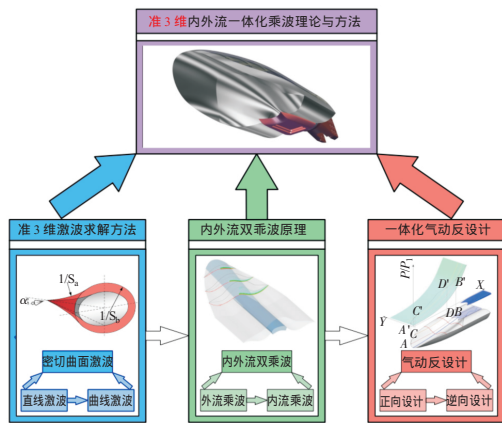 准3维内外流一体化乘波理论与方法
准3维激波求解方法
1/Sa
α
1/Sb
密切曲面激波
直线激波
曲线激波
内外流双乘波原理
内外流双乘波
外流乘波
内流乘波
一体化气动反设计
P/P1
D' B' X
C'
Y
A' DB
C
A
气动反设计
正向设计
逆向设计